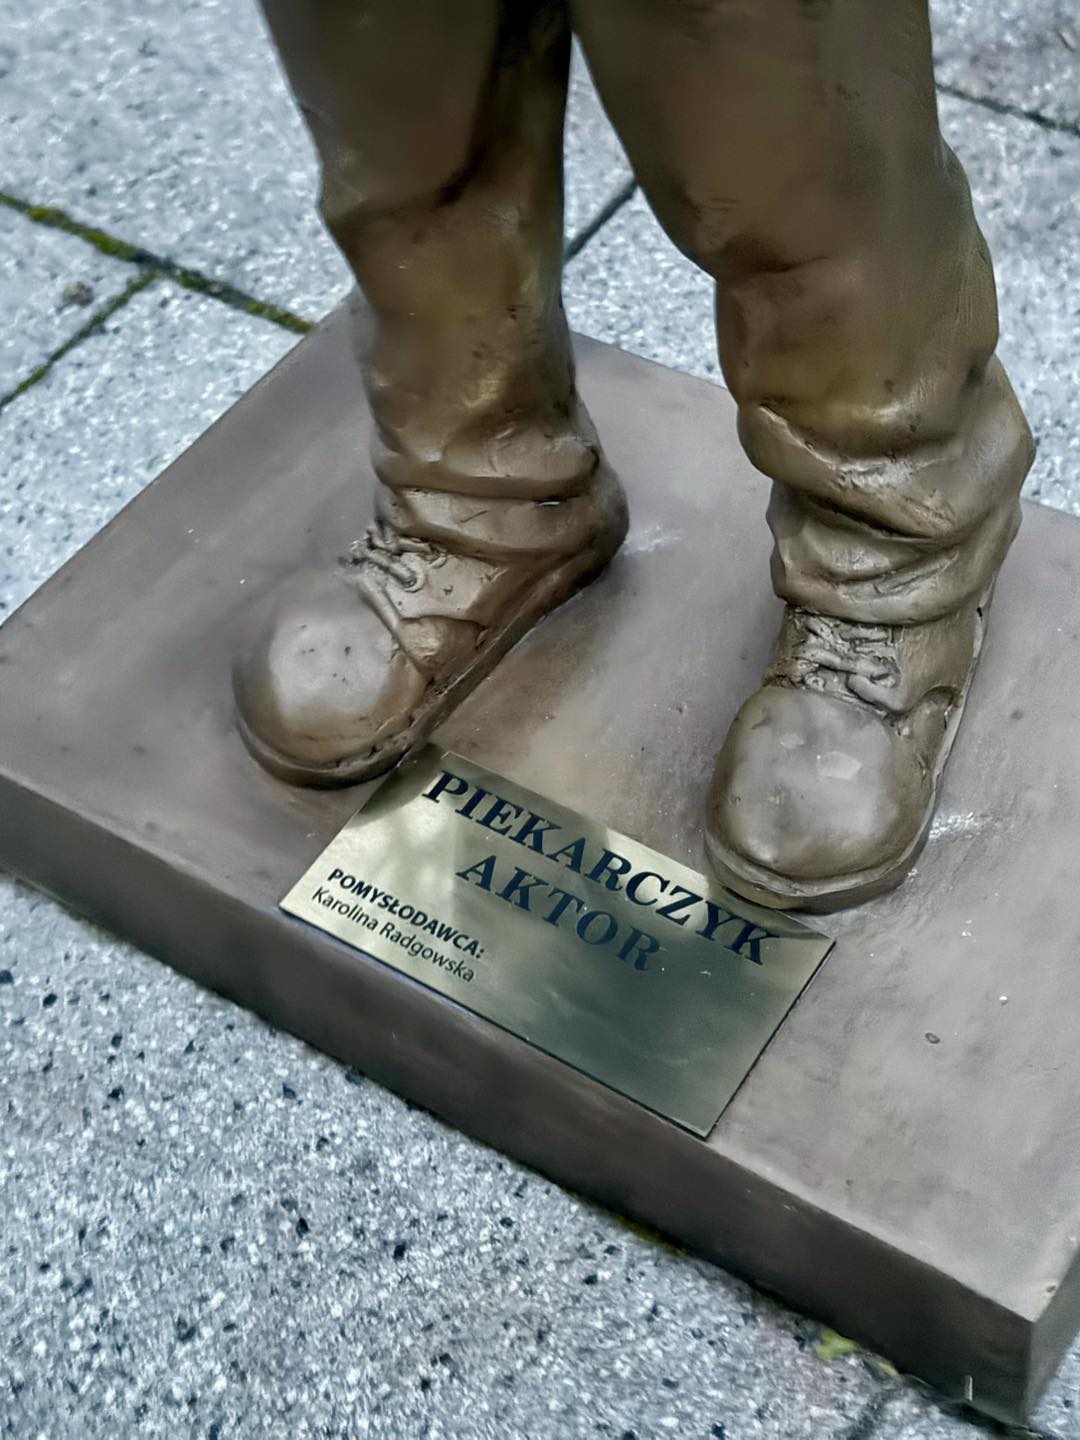 PIEKARCZYK
AKTOR
POMYSŁODAWCA:
Karolina Radgowska